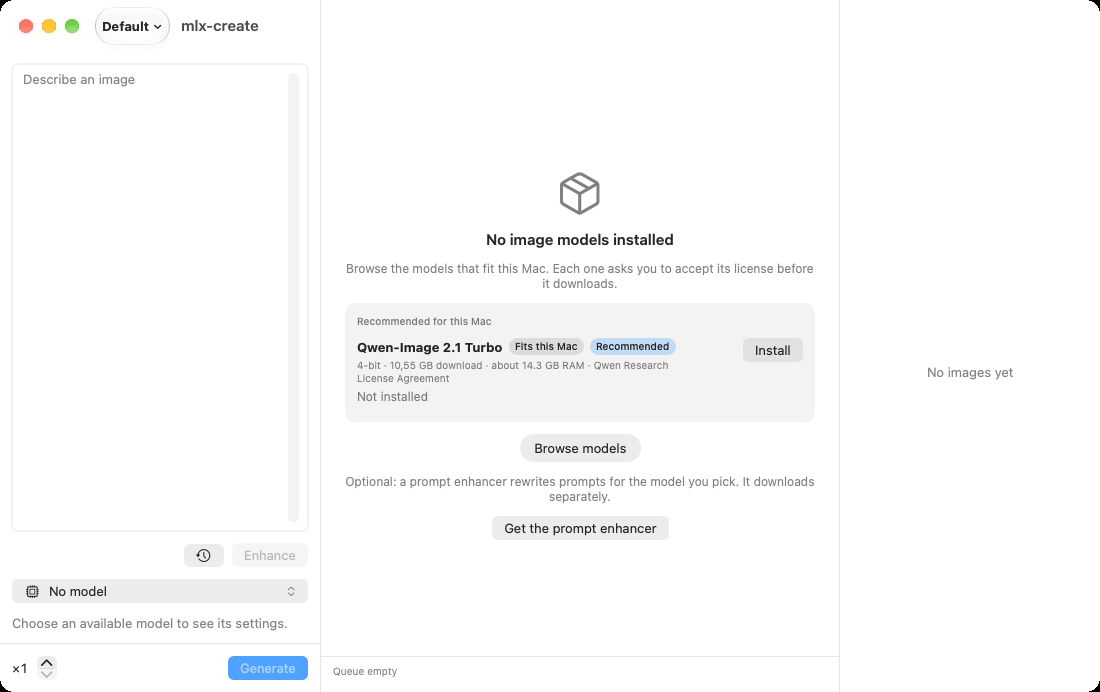 Default
mlx-create
Describe an image
Enhance
No model
Choose an available model to see its settings.
×1
Generate
No image models installed
Browse the models that fit this Mac. Each one asks you to accept its license before
it downloads.
Recommended for this Mac
Qwen-Image 2.1 Turbo
Fits this Mac
Recommended
4-bit · 10,55 GB download · about 14.3 GB RAM · Qwen Research
License Agreement
Not installed
Install
Browse models
Optional: a prompt enhancer rewrites prompts for the model you pick. It downloads
separately.
Get the prompt enhancer
Queue empty
No images yet